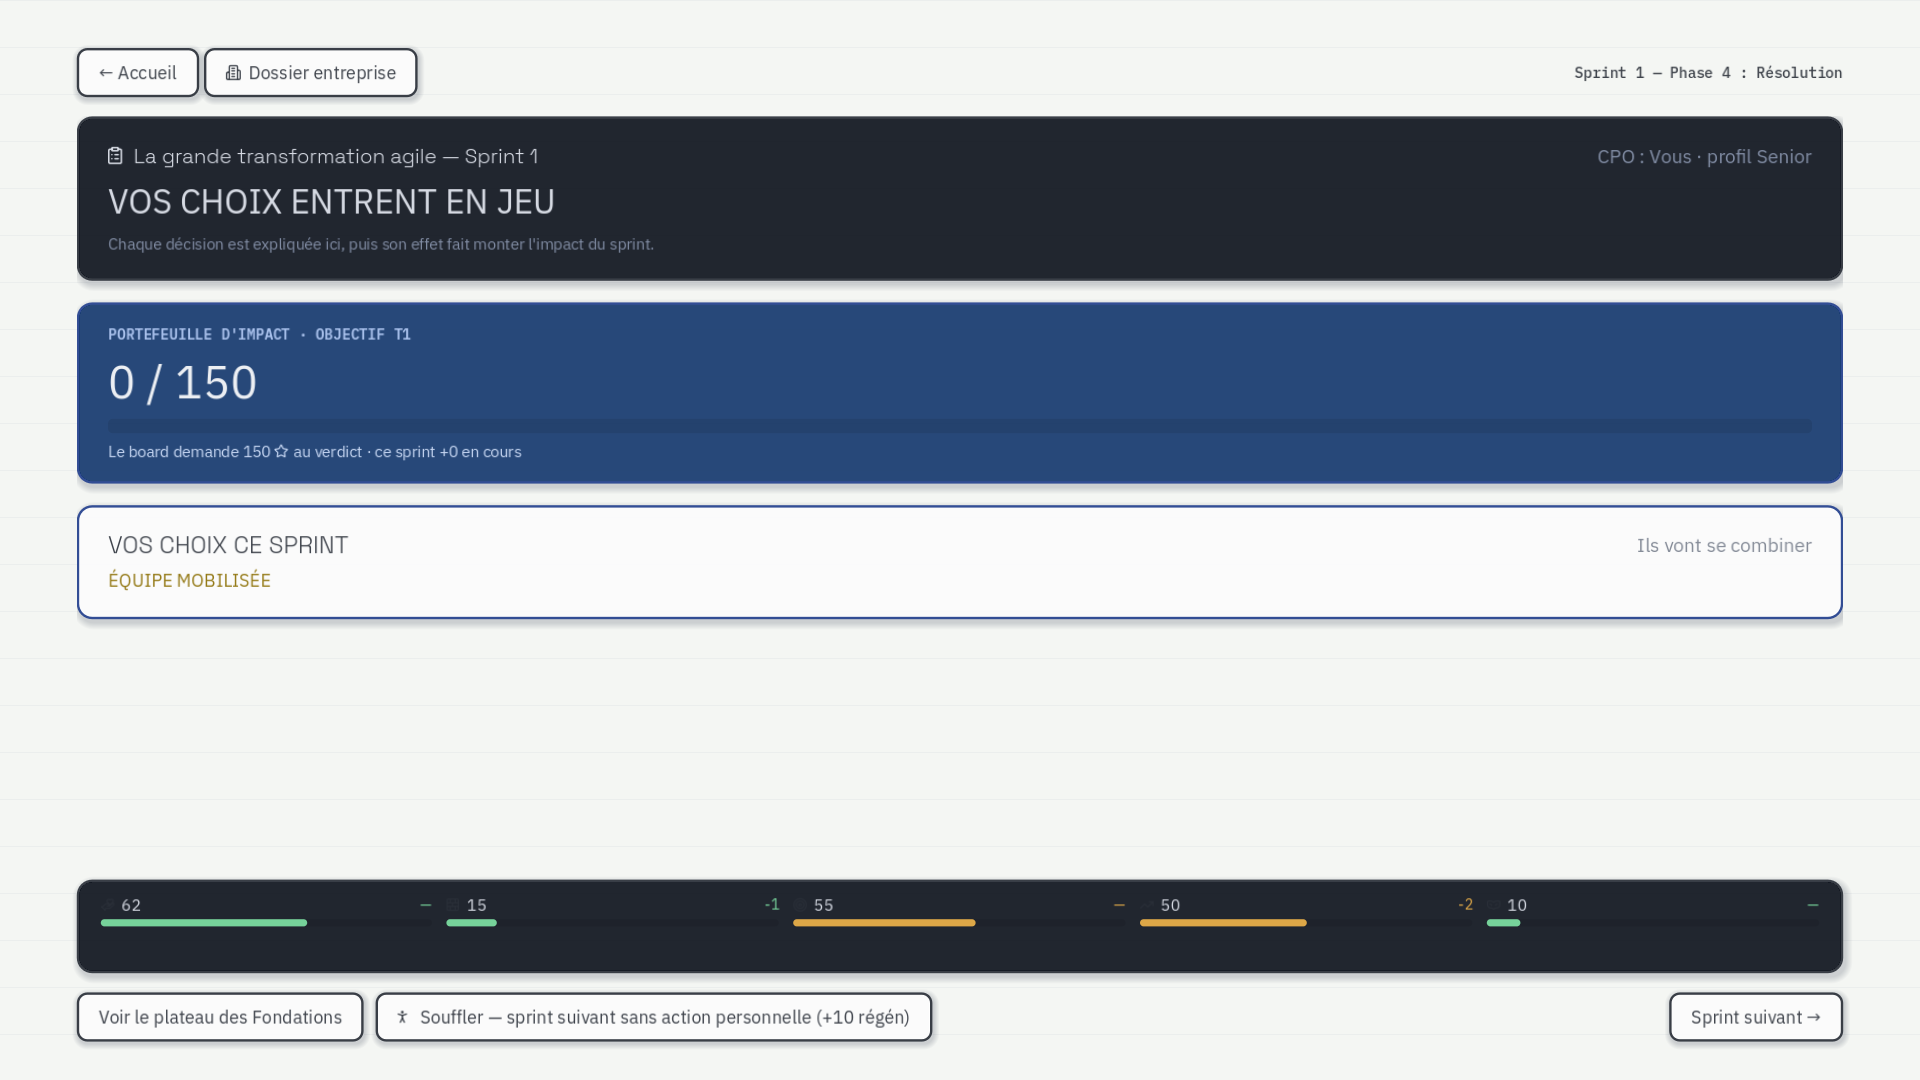 ← Accueil
Dossier entreprise
Sprint 1 — Phase 4 : Résolution
La grande transformation agile — Sprint 1
CPO : Vous · profil Senior
VOS CHOIX ENTRENT EN JEU
Chaque décision est expliquée ici, puis son effet fait monter l'impact du sprint.
PORTEFEUILLE D'IMPACT · OBJECTIF T1
0 / 150
Le board demande 150 ☆ au verdict · ce sprint +0 en cours
VOS CHOIX CE SPRINT
Ils vont se combiner
ÉQUIPE MOBILISÉE
62 —
15 -1
55 —
50 -2
10 —
Voir le plateau des Fondations
Souffler — sprint suivant sans action personnelle (+10 régén)
Sprint suivant →